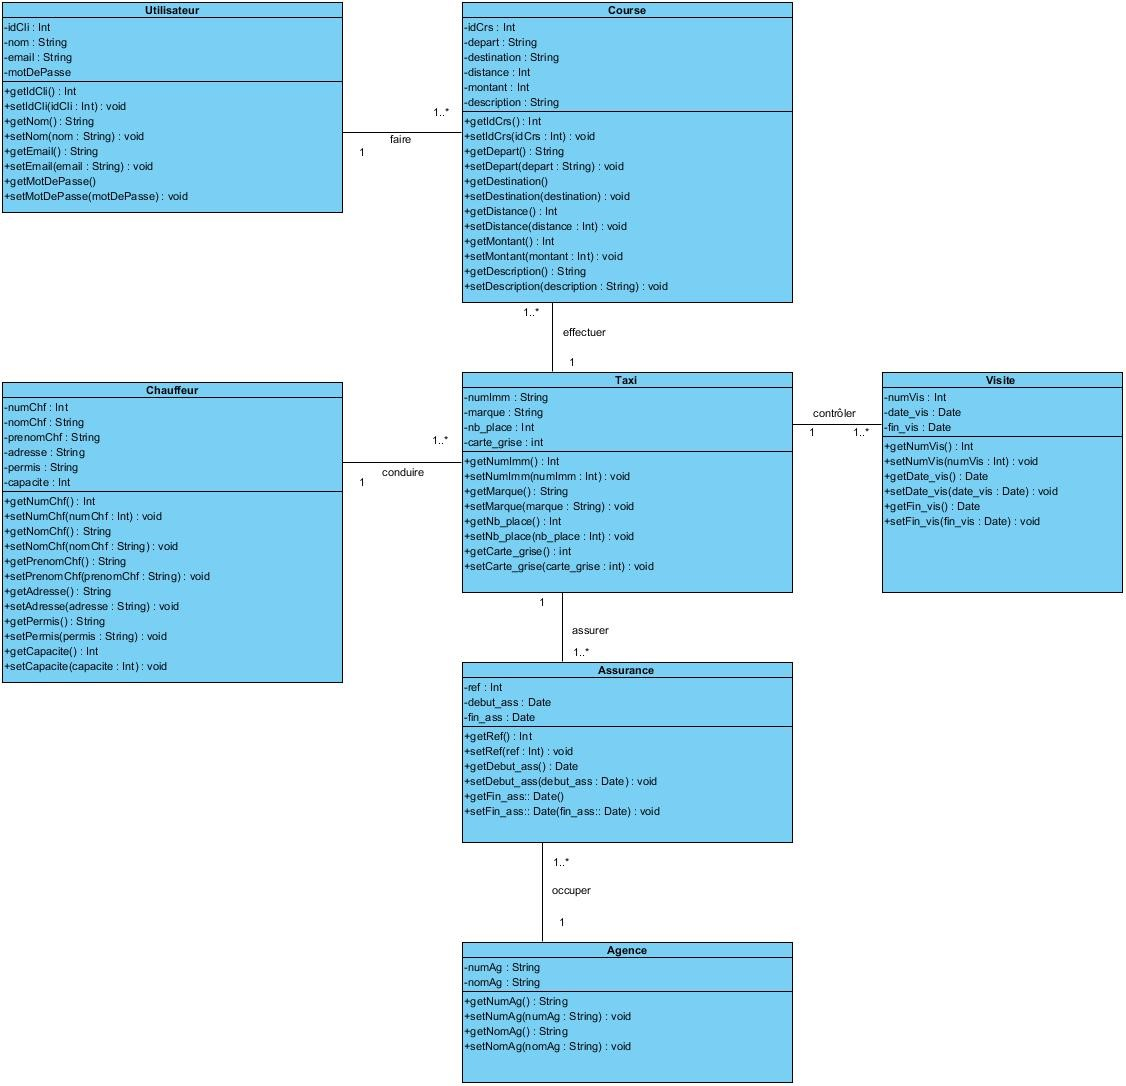 Utilisateur
-idCli : Int
-nom : String
-email : String
-motDePasse
+getIdCli() : Int
+setIdCli(idCli : Int) : void
+getNom() : String
+setNom(nom : String) : void
+getEmail() : String
+setEmail(email : String) : void
+getMotDePasse()
+setMotDePasse(motDePasse) : void
1..*
faire
1
Course
-idCrs : Int
-depart : String
-destination : String
-distance : Int
-montant : Int
-description : String
+getIdCrs() : Int
+setIdCrs(idCrs : Int) : void
+getDepart() : String
+setDepart(depart : String) : void
+getDestination()
+setDestination(destination) : void
+getDistance() : Int
+setDistance(distance : Int) : void
+getMontant() : Int
+setMontant(montant : Int) : void
+getDescription() : String
+setDescription(description : String) : void
1..*
effectuer
1
Chauffeur
-numChf : Int
-nomChf : String
-prenomChf : String
-adresse : String
-permis : String
-capacite : Int
+getNumChf() : Int
+setNumChf(numChf : Int) : void
+getNomChf() : String
+setNomChf(nomChf : String) : void
+getPrenomChf() : String
+setPrenomChf(prenomChf : String) : void
+getAdresse() : String
+setAdresse(adresse : String) : void
+getPermis() : String
+setPermis(permis : String) : void
+getCapacite() : Int
+setCapacite(capacite : Int) : void
1..*
conduire
1
Taxi
-numImm : String
-marque : String
-nb_place : Int
-carte_grise : int
+getNumImm() : Int
+setNumImm(numImm : Int) : void
+getMarque() : String
+setMarque(marque : String) : void
+getNb_place() : Int
+setNb_place(nb_place : Int) : void
+getCarte_grise() : int
+setCarte_grise(carte_grise : int) : void
contrôler
1 1..*
Visite
-numVis : Int
-date_vis : Date
-fin_vis : Date
+getNumVis() : Int
+setNumVis(numVis : Int) : void
+getDate_vis() : Date
+setDate_vis(date_vis : Date) : void
+getFin_vis() : Date
+setFin_vis(fin_vis : Date) : void
1
assurer
1..*
Assurance
-ref : Int
-debut_ass : Date
-fin_ass : Date
+getRef() : Int
+setRef(ref : Int) : void
+getDebut_ass() : Date
+setDebut_ass(debut_ass : Date) : void
+getFin_ass:: Date()
+setFin_ass:: Date(fin_ass:: Date) : void
1..*
occuper
1
Agence
-numAg : String
-nomAg : String
+getNumAg() : String
+setNumAg(numAg : String) : void
+getNomAg() : String
+setNomAg(nomAg : String) : void